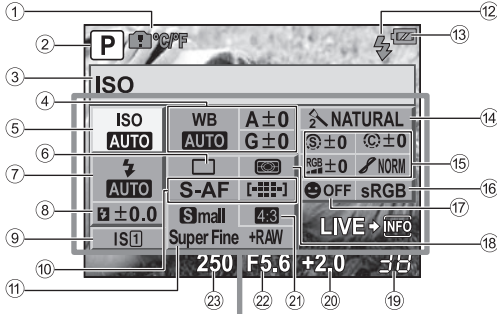 ① ⑫
② P °C/°F ⑬
③ ISO
④
⑤ ISO WB A±0 NATURAL ⑭
AUTO AUTO G±0
⑥ S±0 C±0
⑦ RGB±0 NORM ⑮
AUTO S-AF OFF sRGB ⑯
⑧ ±0.0 Small 4:3 ⑰
⑨ IS1 LIVE INFO
⑩ Super Fine +RAW ⑱
⑪ 250 F5.6 +2.0 38
㉓ ㉒ ㉑ ⑳ ⑲